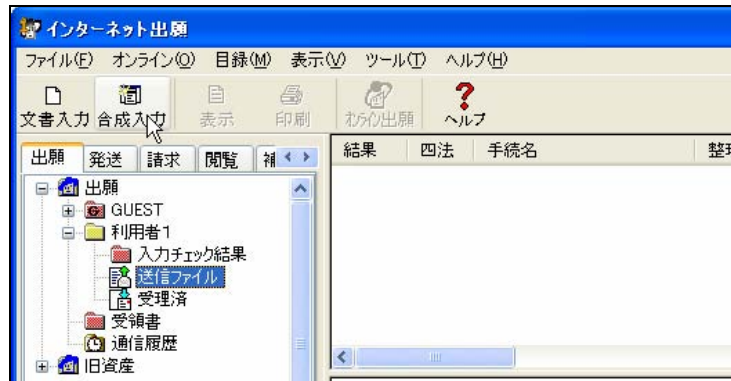 インターネット出願
ファイル(F) オンライン(O) 目録(M) 表示(V) ツール(T) ヘルプ(H)
文書入力 合成入力 表示 印刷 オンライン出願 ヘルプ
出願 発送 請求 閲覧 補
結果 四法 手続名 整理
出願
GUEST
利用者1
入力チェック結果
送信ファイル
受理済
受領書
通信履歴
旧資産